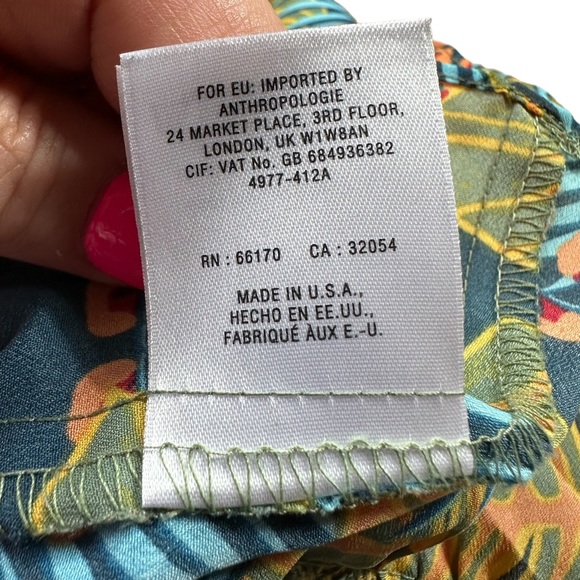 FOR EU: IMPORTED BY
ANTHROPOLOGIE
24 MARKET PLACE, 3RD FLOOR,
LONDON, UK W1W8AN
CIF: VAT No. GB 684936382
4977-412A
RN : 66170 CA : 32054
MADE IN U.S.A.,
HECHO EN EE.UU.,
FABRIQUÉ AUX E.-U.